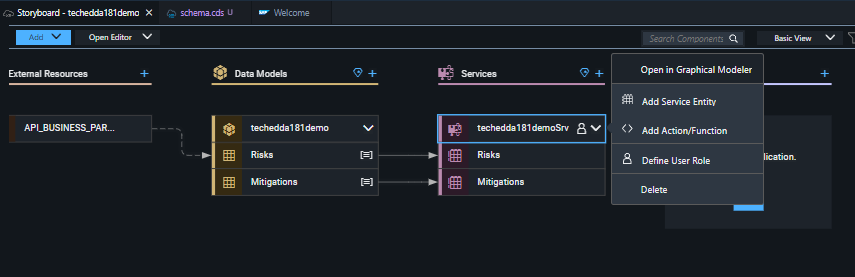 Storyboard - techedda181demo
schema.cds U
Welcome
Add
Open Editor
Search Components
Basic View
External Resources
Data Models
Services
API_BUSINESS_PAR...
techedda181demo
Risks
Mitigations
techedda181demoSrv
Risks
Mitigations
Open in Graphical Modeler
Add Service Entity
Add Action/Function
Define User Role
Delete
lication.